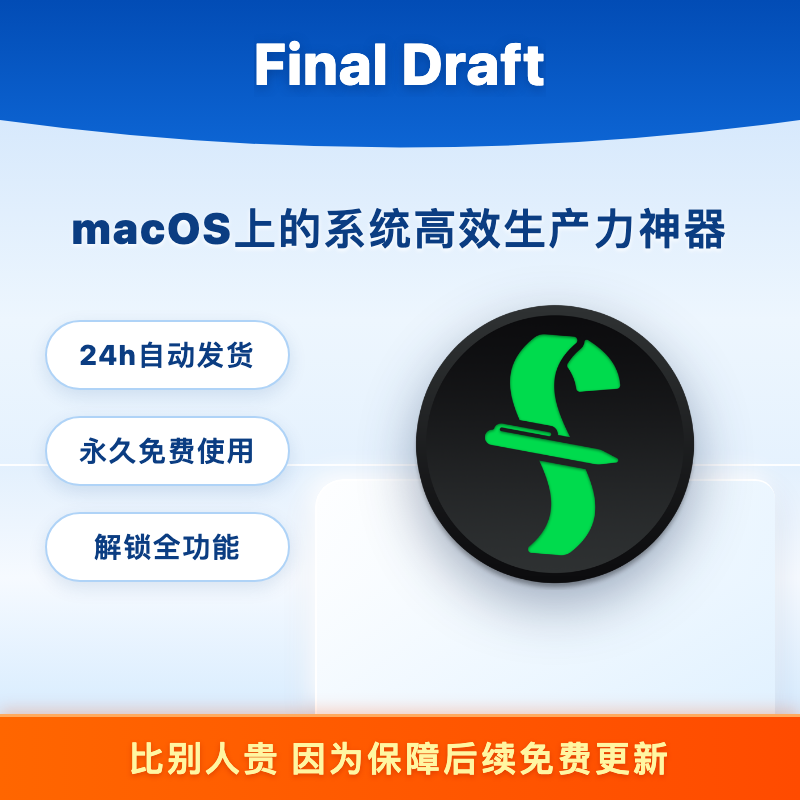 Final Draft
macOS上的系统高效生产力神器
24h自动发货
永久免费使用
解锁全功能
比别人贵 因为保障后续免费更新